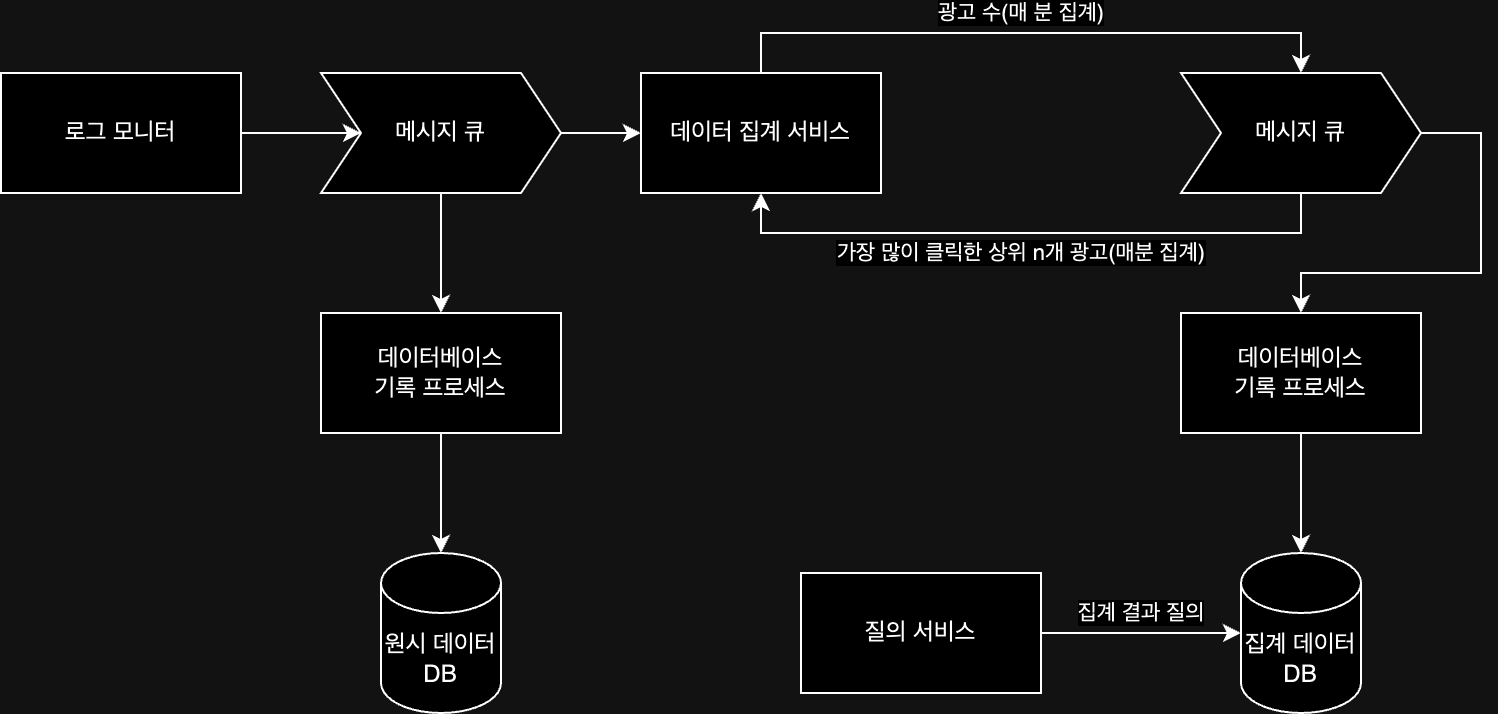 광고 수(매 분 집계)
로그 모니터
메시지 큐
데이터 집계 서비스
메시지 큐
가장 많이 클릭한 상위 n개 광고(매분 집계)
데이터베이스
기록 프로세스
데이터베이스
기록 프로세스
원시 데이터
DB
질의 서비스
집계 결과 질의
집계 데이터
DB